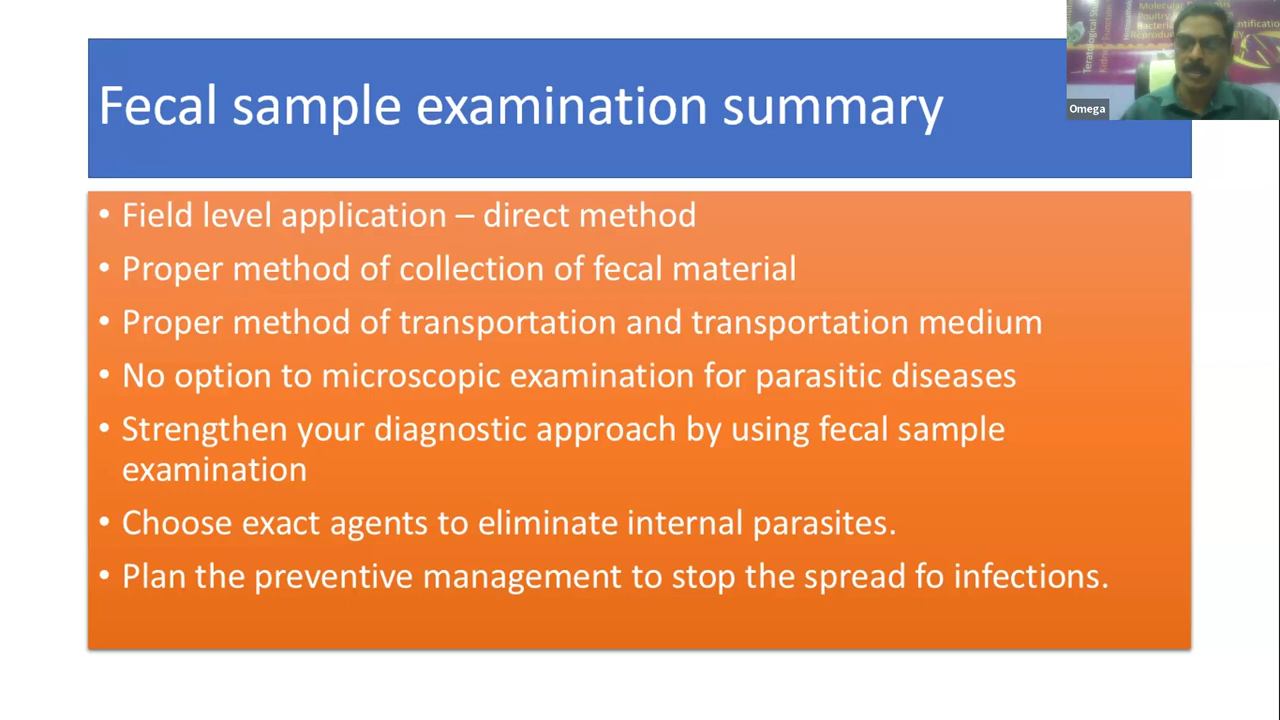 Fecal sample examination summary
• Field level application – direct method
• Proper method of collection of fecal material
• Proper method of transportation and transportation medium
• No option to microscopic examination for parasitic diseases
• Strengthen your diagnostic approach by using fecal sample
examination
• Choose exact agents to eliminate internal parasites.
• Plan the preventive management to stop the spread fo infections.
Omega
Molecular
Poultry
Teratological